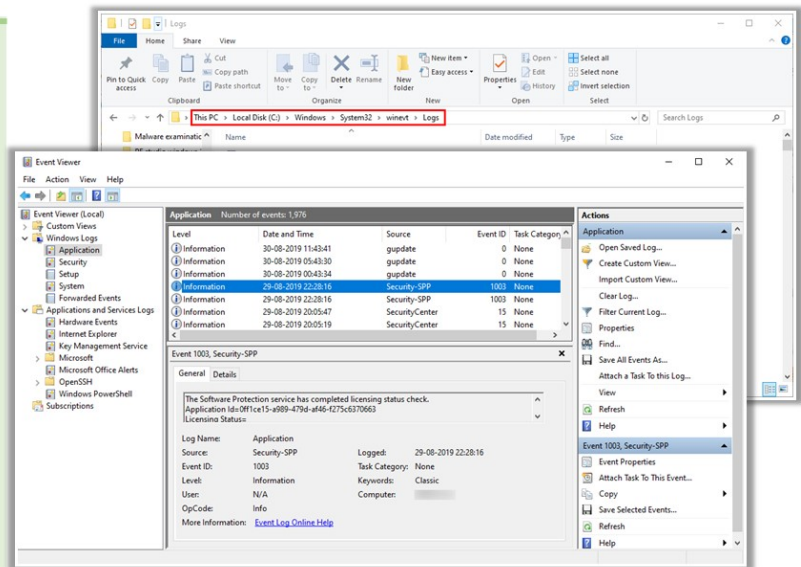 Logs
File Home Share View
Pin to Quick access
Copy
Paste
Cut
Copy path
Paste shortcut
Clipboard
Move to
Copy to
Delete
Rename
Organize
New folder
New item
Easy access
New
Properties
Open
Edit
History
Open
Select all
Select none
Invert selection
Select
This PC > Local Disk (C:) > Windows > System32 > winevt > Logs
Search Logs
Malware examinatic
Name Date modified Type Size
Event Viewer
File Action View Help
Event Viewer (Local)
Custom Views
Windows Logs
Application
Security
Setup
System
Forwarded Events
Applications and Services Logs
Hardware Events
Internet Explorer
Key Management Service
Microsoft
Microsoft Office Alerts
OpenSSH
Windows PowerShell
Subscriptions
Application Number of events: 1,976
Level Date and Time Source Event ID Task Category
Information 30-08-2019 11:43:41 gupdate 0 None
Information 30-08-2019 05:43:30 gupdate 0 None
Information 30-08-2019 00:43:34 gupdate 0 None
Information 29-08-2019 22:28:16 Security-SPP 1003 None
Information 29-08-2019 22:28:16 Security-SPP 1003 None
Information 29-08-2019 20:05:47 SecurityCenter 15 None
Information 29-08-2019 20:05:19 SecurityCenter 15 None
Event 1003, Security-SPP
General Details
The Software Protection service has completed licensing status check.
Application Id=0ff1ce15-a989-479d-af46-f275c6370663
Licensing Status=
Log Name: Application
Source: Security-SPP Logged: 29-08-2019 22:28:16
Event ID: 1003 Task Category: None
Level: Information Keywords: Classic
User: N/A Computer:
OpCode: Info
More Information: Event Log Online Help
Actions
Application
Open Saved Log...
Create Custom View...
Import Custom View...
Clear Log...
Filter Current Log...
Properties
Find...
Save All Events As...
Attach a Task To this Log...
View
Refresh
Help
Event 1003, Security-SPP
Event Properties
Attach Task To This Event...
Copy
Save Selected Events...
Refresh
Help